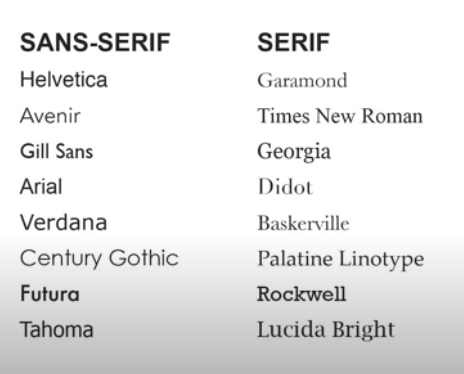 SANS-SERIF SERIF
Helvetica Garamond
Avenir Times New Roman
Gill Sans Georgia
Arial Didot
Verdana Baskerville
Century Gothic Palatine Linotype
Futura Rockwell
Tahoma Lucida Bright